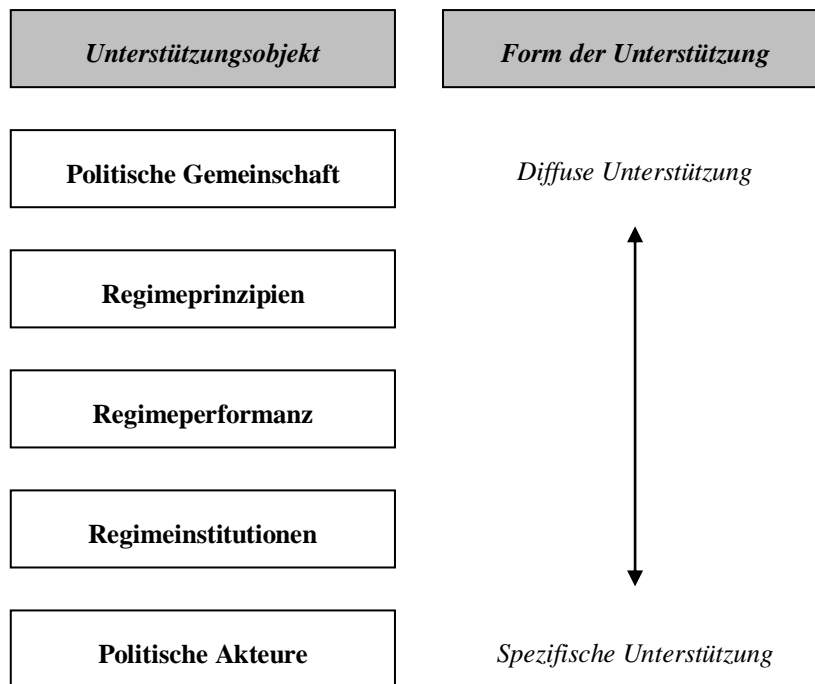 Unterstützungsobjekt
Form der Unterstützung
Politische Gemeinschaft
Diffuse Unterstützung
Regimeprinzipien
Regimeperformanz
Regimeinstitutionen
Politische Akteure
Spezifische Unterstützung